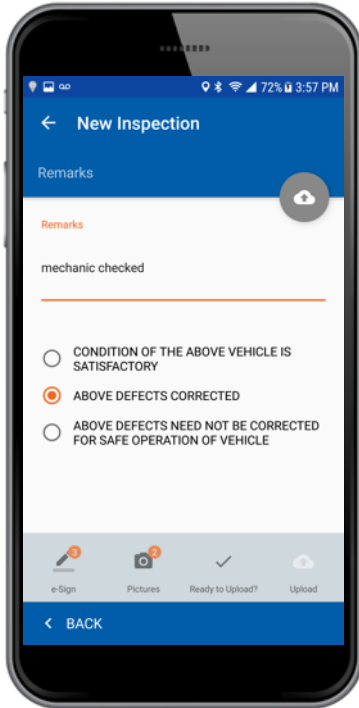 72% 3:57 PM
New Inspection
Remarks
Remarks
mechanic checked
CONDITION OF THE ABOVE VEHICLE IS
SATISFACTORY
ABOVE DEFECTS CORRECTED
ABOVE DEFECTS NEED NOT BE CORRECTED
FOR SAFE OPERATION OF VEHICLE
3 2
e-Sign Pictures Ready to Upload? Upload
BACK